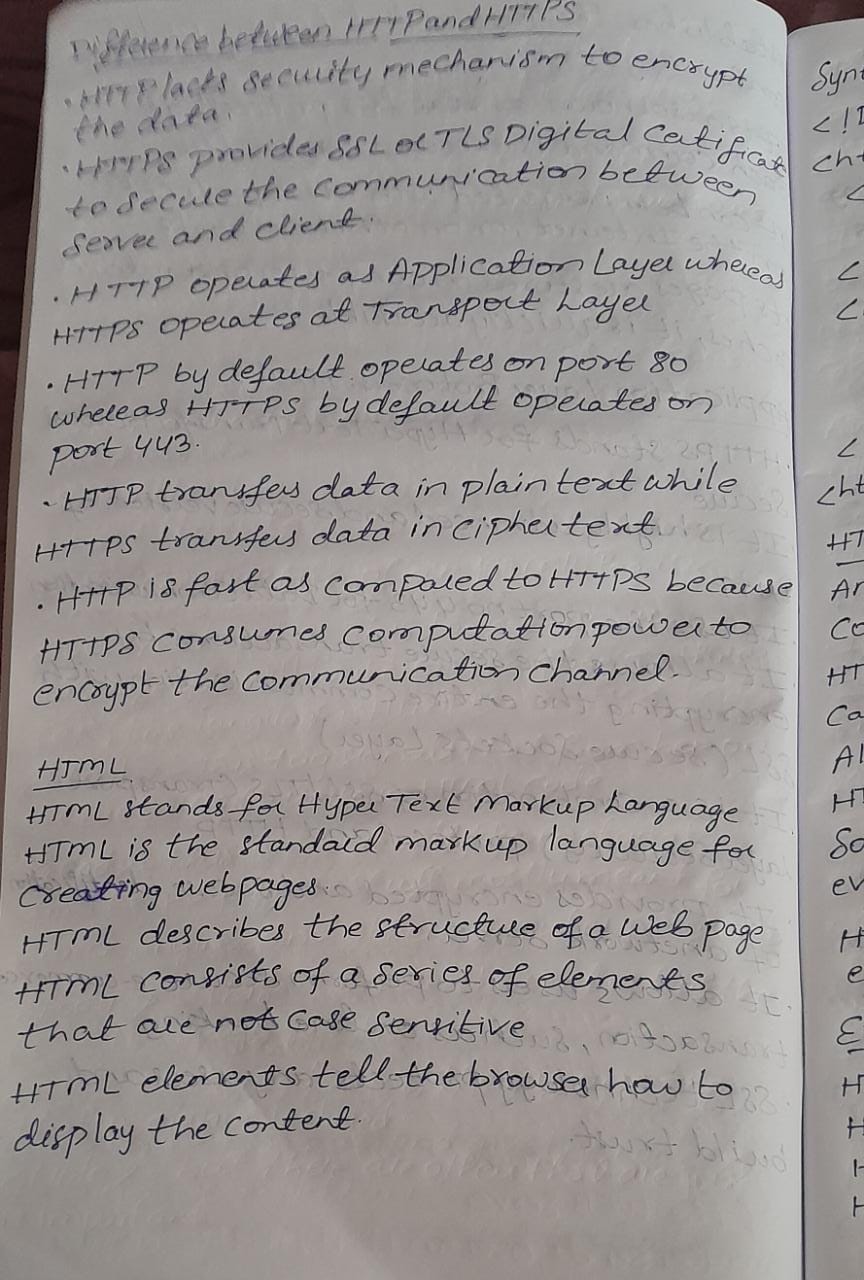 Difference between HTTP and HTTPS
. HTTP lacks security mechanism to encrypt
the data.
. HTTPS provides SSL or TLS Digital Certificate
to secure the communication between
Server and client.
. HTTP operates as Application Layer whereas
HTTPS operates at Transport Layer
. HTTP by default operates on port 80
whereas HTTPS by default operates on
port 443.
. HTTP transfers data in plain text while
HTTPS transfers data in cipher text.
. HTTP is fast as compared to HTTPS because
HTTPS consumes computation power to
encrypt the communication channel.
HTML
HTML stands for Hyper Text Markup Language
HTML is the standard markup language for
creating webpages.
HTML describes the structure of a Web page
HTML consists of a series of elements
that are not case sensitive
HTML elements tell the browser how to
display the content.
Synt
<!D
<ht
<
<
<
<
<ht
HT
Ar
Co
HT
Ca
Al
HT
So
ev
H
e
E
H
H
H
H